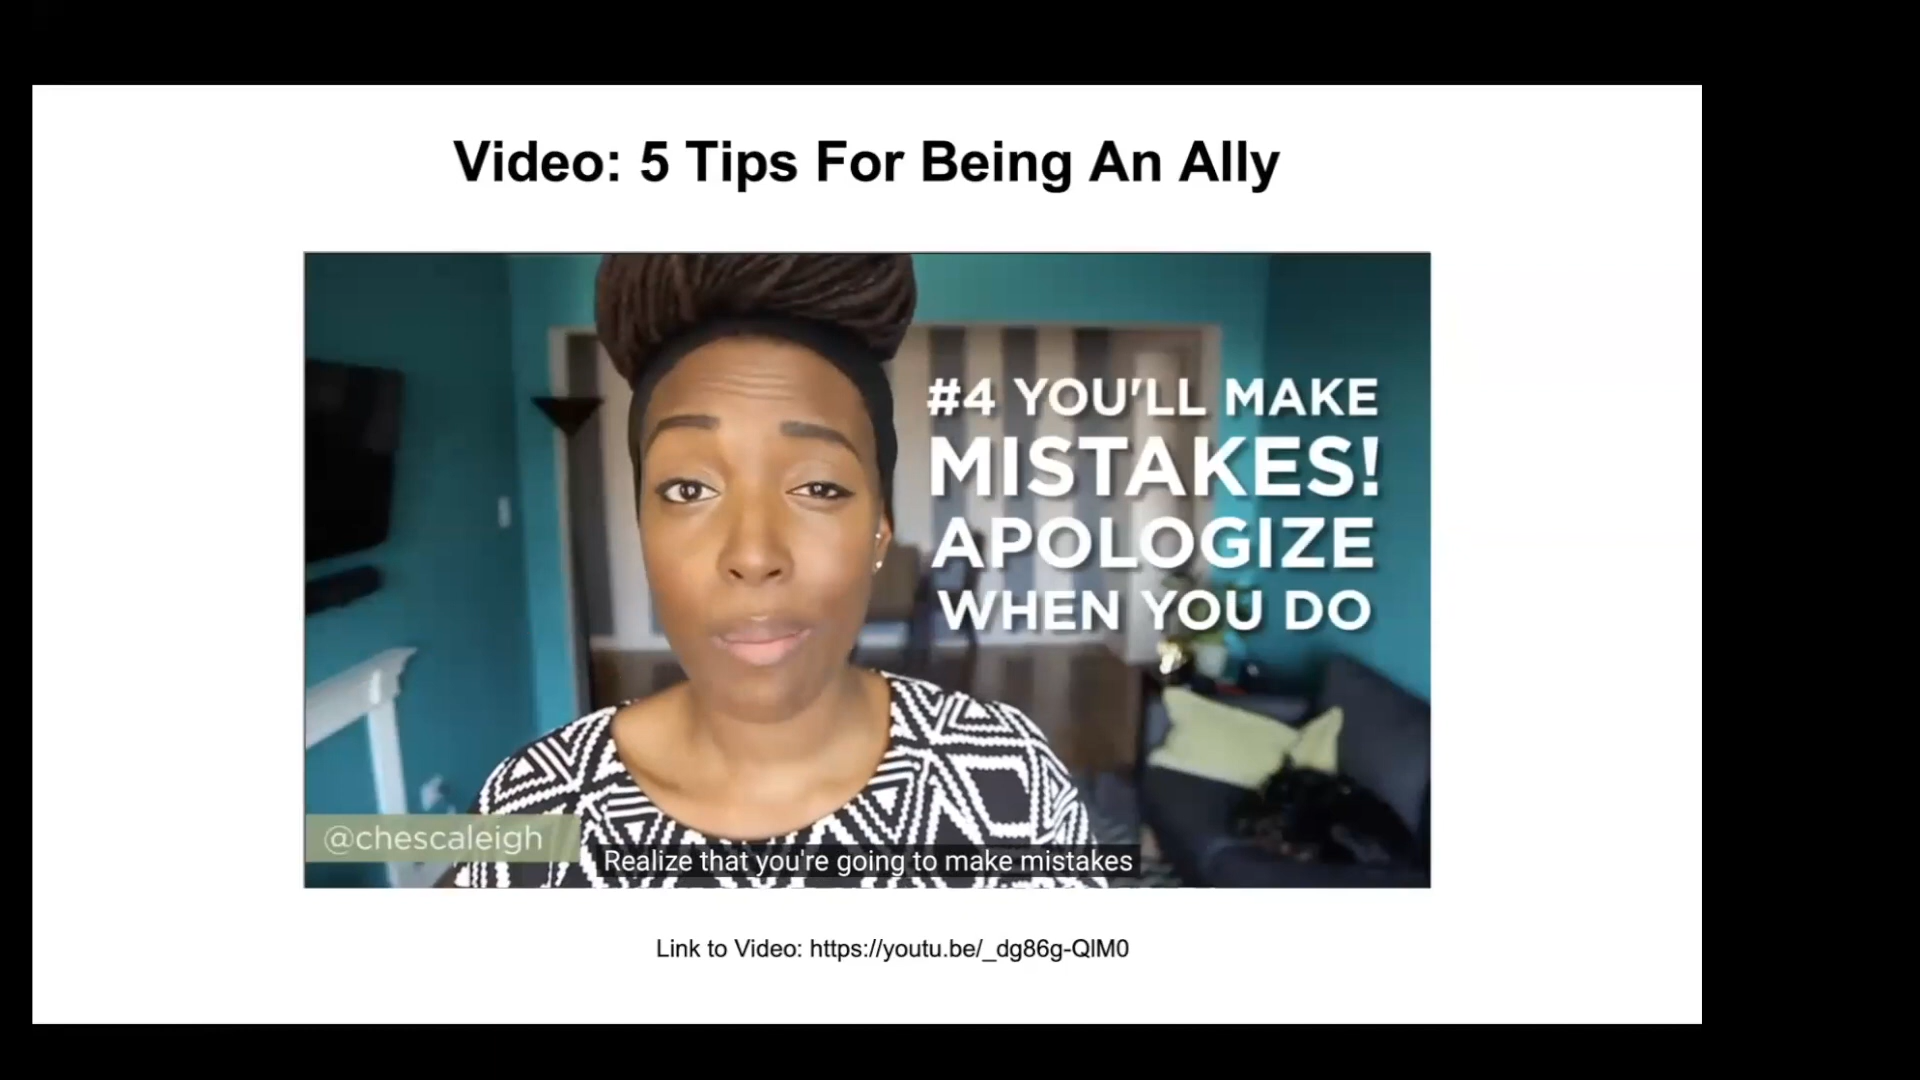 Video: 5 Tips For Being An Ally
#4 YOU'LL MAKE
MISTAKES!
APOLOGIZE
WHEN YOU DO
@chescaleigh
Realize that you're going to make mistakes
Link to Video: https://youtu.be/_dg86g-QlM0